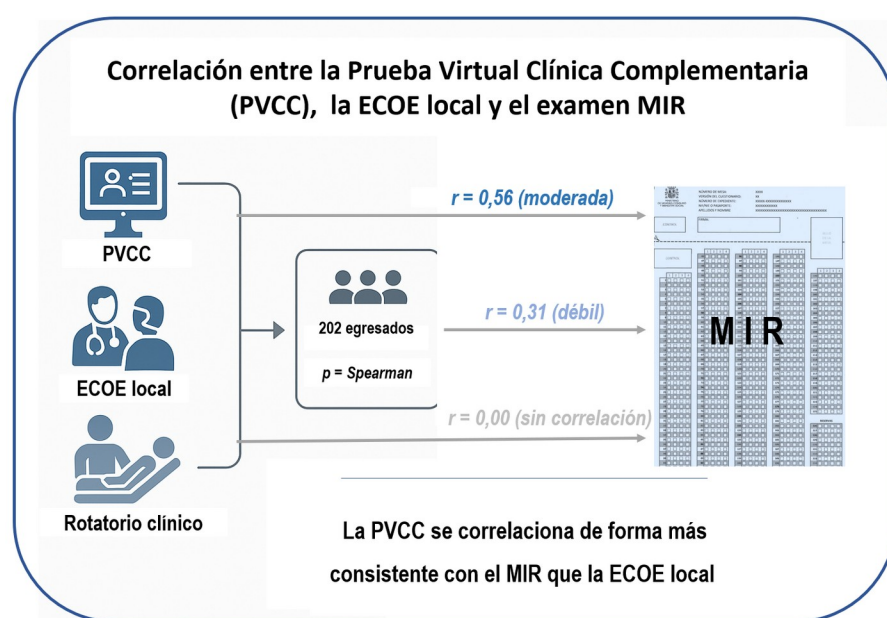 Correlación entre la Prueba Virtual Clínica Complementaria
(PVCC), la ECOE local y el examen MIR
PVCC
r = 0,56 (moderada)
202 egresados
p = Spearman
r = 0,31 (débil)
ECOE local
r = 0,00 (sin correlación)
Rotatorio clínico
MIR
La PVCC se correlaciona de forma más
consistente con el MIR que la ECOE local